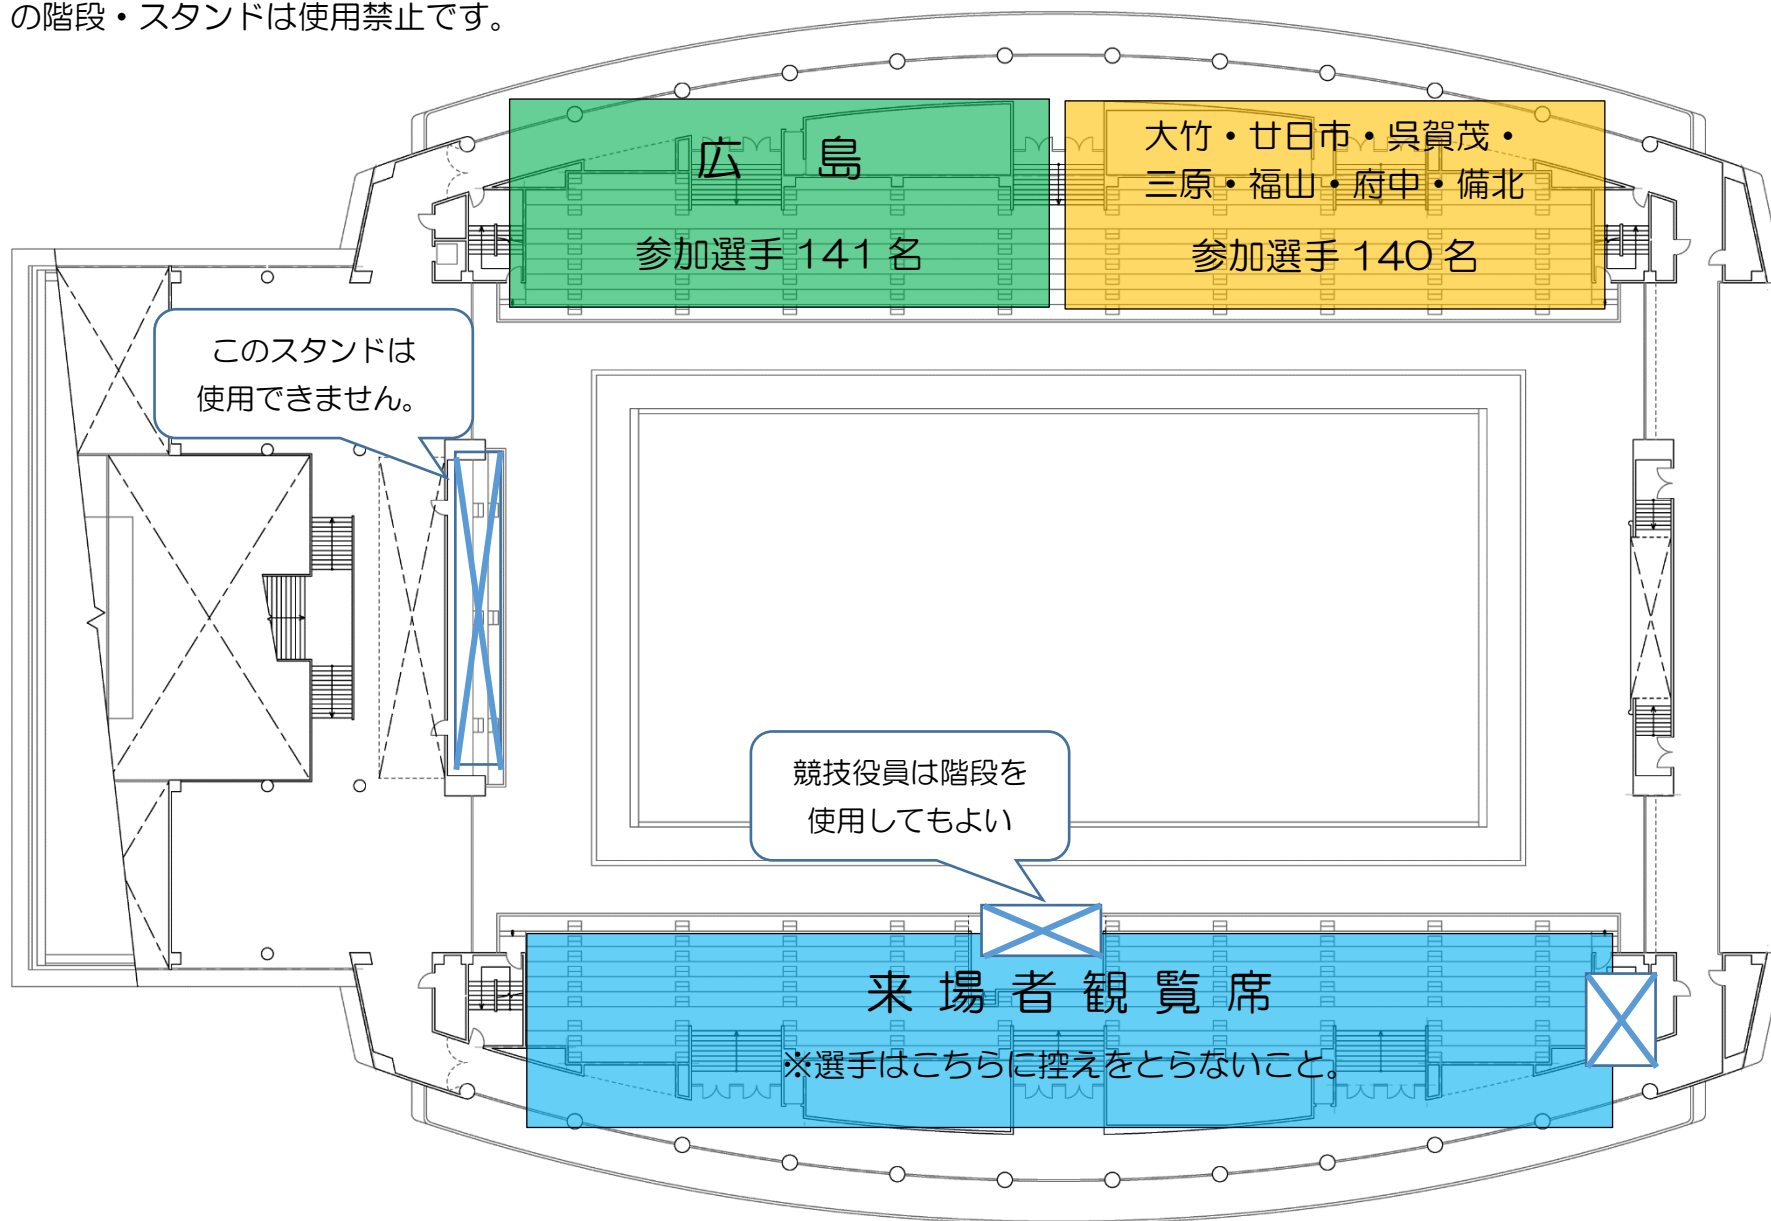 の階段・スタンドは使用禁止です。
広　島
参加選手 141 名
大竹・廿日市・呉賀茂・
三原・福山・府中・備北
参加選手 140 名
このスタンドは
使用できません。
競技役員は階段を
使用してもよい
来 場 者 観 覧 席
※選手はこちらに控えをとらないこと。